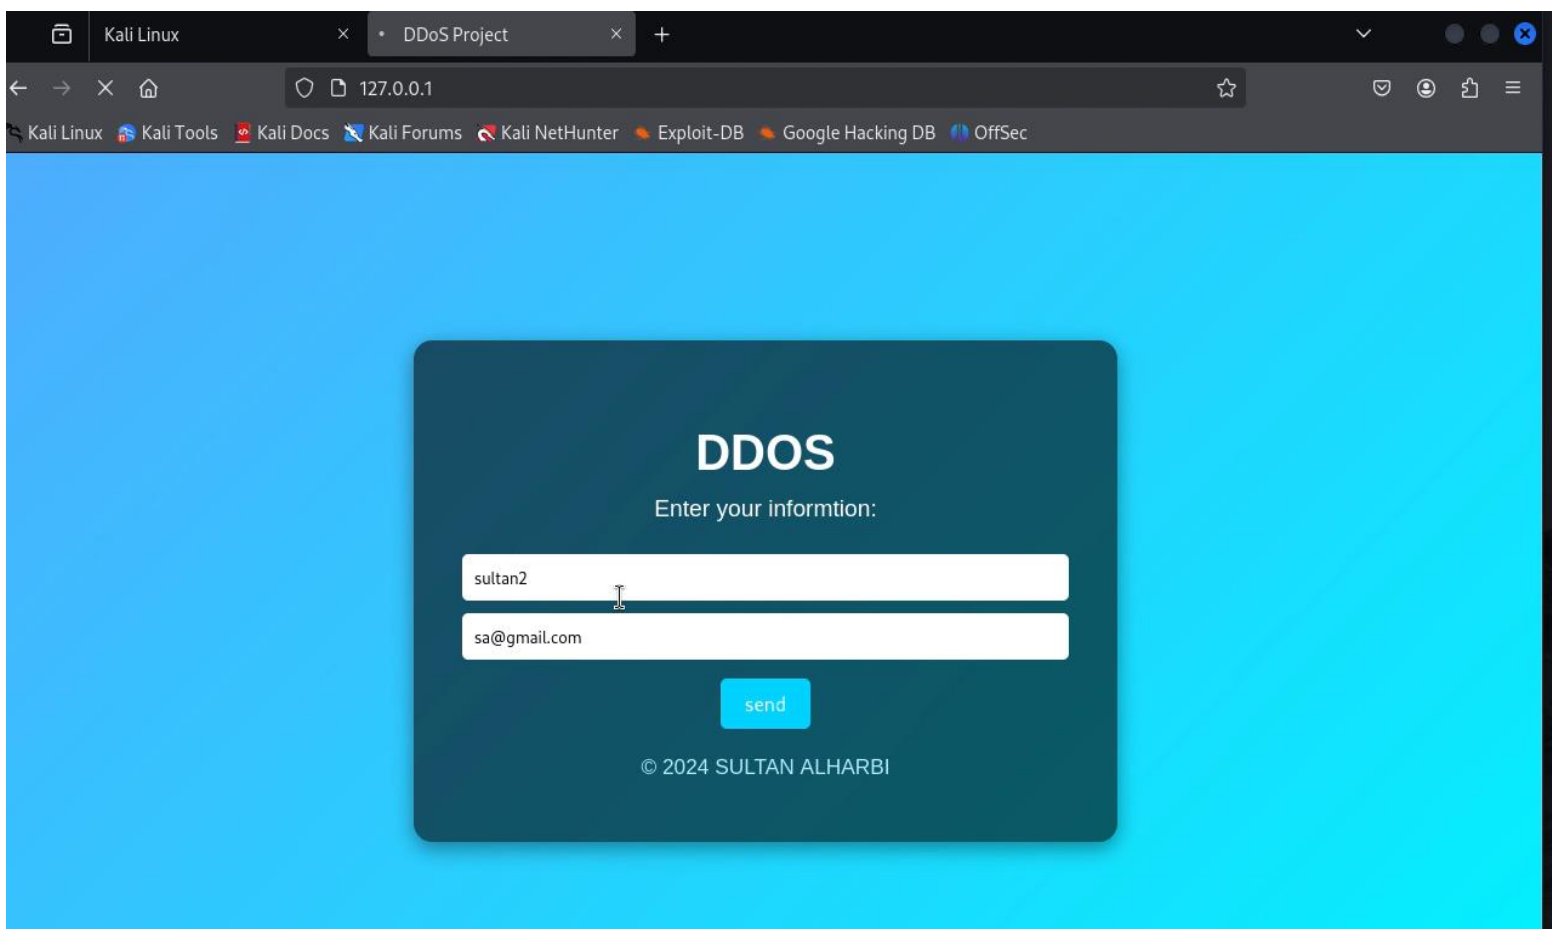 Kali Linux
DDoS Project
127.0.0.1
Kali Linux Kali Tools Kali Docs Kali Forums Kali NetHunter Exploit-DB Google Hacking DB OffSec
DDOS
Enter your informtion:
sultan2
sa@gmail.com
send
© 2024 SULTAN ALHARBI